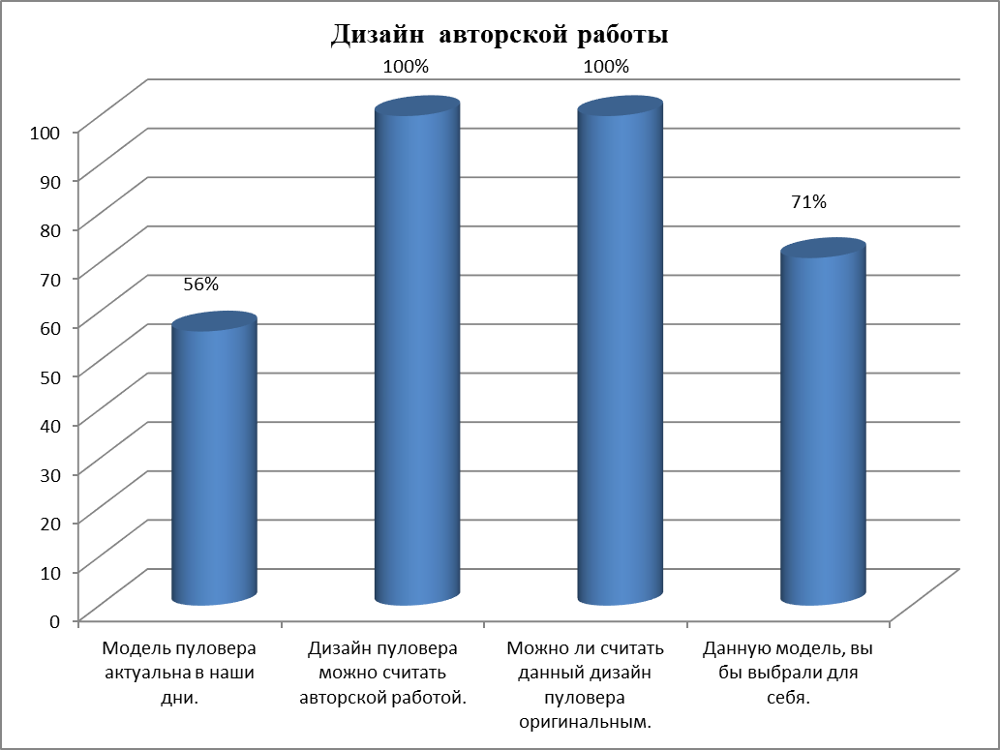 Дизайн авторской работы
100%
100%
71%
56%
100
90
80
70
60
50
40
30
20
10
0
Модель пуловера
актуальна в наши
дни.
Дизайн пуловера
можно считать
авторской работой.
Можно ли считать
данный дизайн
пуловера
оригинальным.
Данную модель, вы
бы выбрали для
себя.